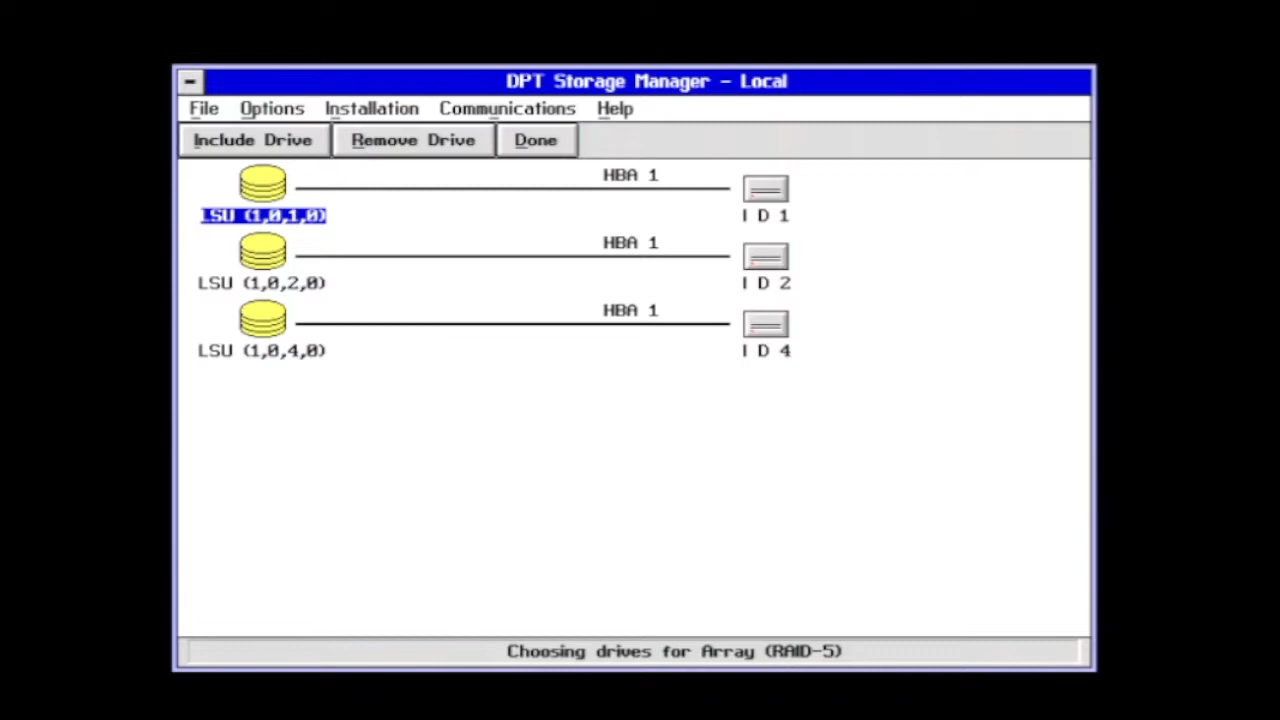 DPT Storage Manager - Local
File Options Installation Communications Help
Include Drive Remove Drive Done
HBA 1
LSU (1,0,1,0) I D 1
HBA 1
LSU (1,0,2,0) I D 2
HBA 1
LSU (1,0,4,0) I D 4
Choosing drives for Array (RAID-5)